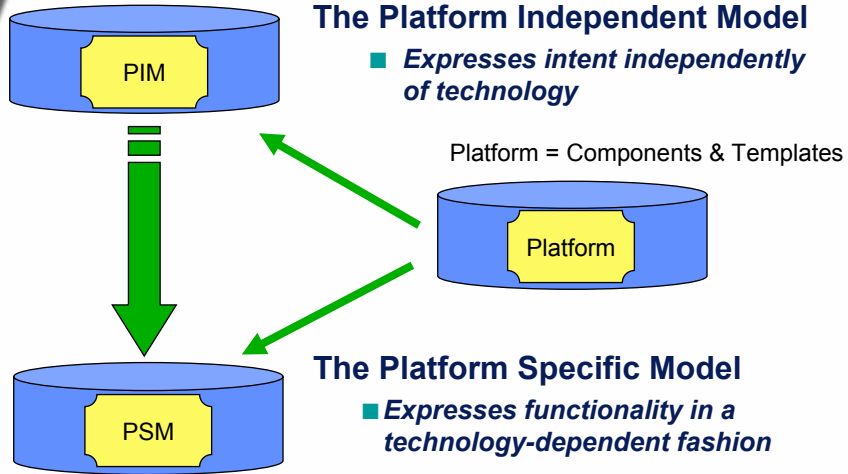 The Platform Independent Model
PIM
Expresses intent independently
of technology
Platform = Components & Templates
Platform
The Platform Specific Model
PSM
Expresses functionality in a
technology-dependent fashion